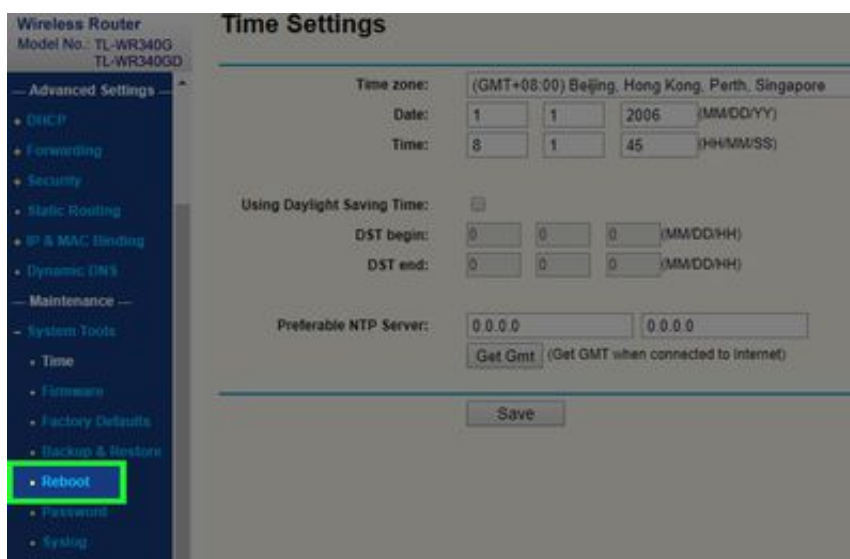 Wireless Router
Model No.: TL-WR340G
TL-WR340GD
— Advanced Settings —
DHCP
Forwarding
Security
Static Routing
IP & MAC Binding
Dynamic DNS
— Maintenance —
System Tools
Time
Firmware
Factory Defaults
Backup & Restore
Reboot
Password
Syslog
Time Settings
Time zone: (GMT+08:00) Beijing, Hong Kong, Perth, Singapore
Date: 1 1 2006 (MM/DD/YY)
Time: 8 1 45 (HH/MM/SS)
Using Daylight Saving Time:
DST begin: 0 0 0 (MM/DD/HH)
DST end: 0 0 0 (MM/DD/HH)
Preferable NTP Server: 0.0.0.0 0.0.0.0
Get Gmt (Get GMT when connected to Internet)
Save